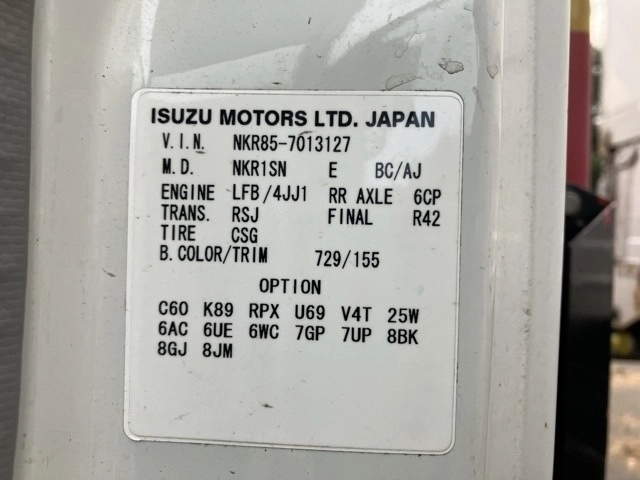 ISUZU MOTORS LTD. JAPAN
V.I.N. NKR85-7013127
M.D. NKR1SN E BC/AJ
ENGINE LFB/4JJ1 RR AXLE 6CP
TRANS. RSJ FINAL R42
TIRE CSG
B.COLOR/TRIM 729/155
OPTION
C60 K89 RPX U69 V4T 25W
6AC 6UE 6WC 7GP 7UP 8BK
8GJ 8JM